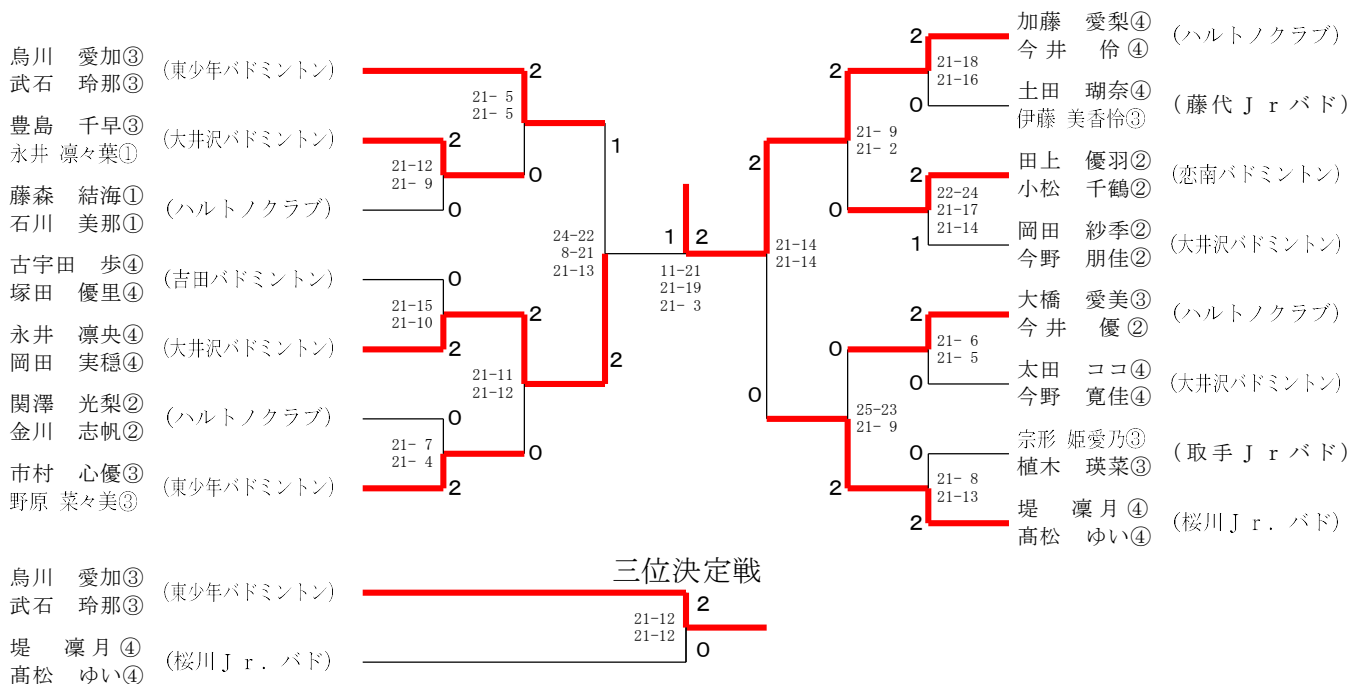 烏川 愛加③
武石 玲那③
(東少年バドミントン)
2
21- 5
21- 5
豊島 千早③
永井 凛々葉①
(大井沢バドミントン)
2
21-12
21- 9
0
1
藤森 結海①
石川 美那①
(ハルトノクラブ)
0
24-22
8-21
21-13
古宇田 歩④
塚田 優里④
(吉田バドミントン)
0
21-15
21-10
2
永井 凛央④
岡田 実穏④
(大井沢バドミントン)
2
21-11
21-12
2
関澤 光梨②
金川 志帆②
(ハルトノクラブ)
0
21- 7
21- 4
0
市村 心優③
野原 菜々美③
(東少年バドミントン)
2
1
2
11-21
21-19
21- 3
加藤 愛梨④
今井 伶④
(ハルトノクラブ)
2
21-18
21-16
2
土田 瑚奈④
伊藤 美香怜③
(藤代Jrバド)
0
21- 9
21- 2
2
田上 優羽②
小松 千鶴②
(恋南バドミントン)
2
22-24
21-17
21-14
0
岡田 紗季②
今野 朋佳②
(大井沢バドミントン)
1
21-14
21-14
大橋 愛美③
今井 優②
(ハルトノクラブ)
2
21- 6
21- 5
0
太田 ココ④
今野 寛佳④
(大井沢バドミントン)
0
0
25-23
21- 9
宗形 姫愛乃③
植木 瑛菜③
(取手Jrバド)
0
21- 8
21-13
2
堤 凜月④
髙松 ゆい④
(桜川Jr.バド)
2
三位決定戦
烏川 愛加③
武石 玲那③
(東少年バドミントン)
2
21-12
21-12
堤 凜月④
髙松 ゆい④
(桜川Jr.バド)
0